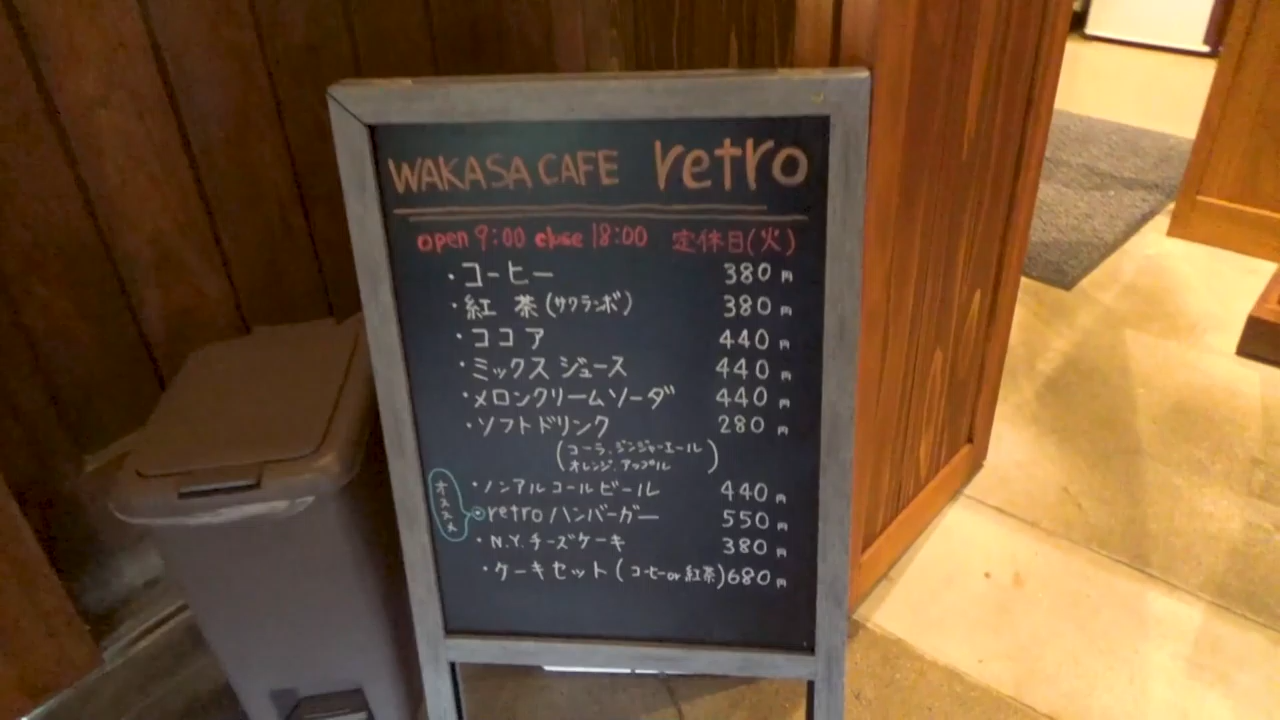 WAKASA CAFE retro
open 9:00 close 18:00 定休日(火)
・コーヒー 380円
・紅 茶(サクランボ) 380円
・ココア 440円
・ミックスジュース 440円
・メロンクリームソーダ 440円
・ソフトドリンク 280円
(コーラ、ジンジャーエール
オレンジ、アップル)
・ノンアルコールビール 440円
オススメ ◉retroハンバーガー 550円
・N.Y.チーズケーキ 380円
・ケーキセット(コーヒーor紅茶)680円